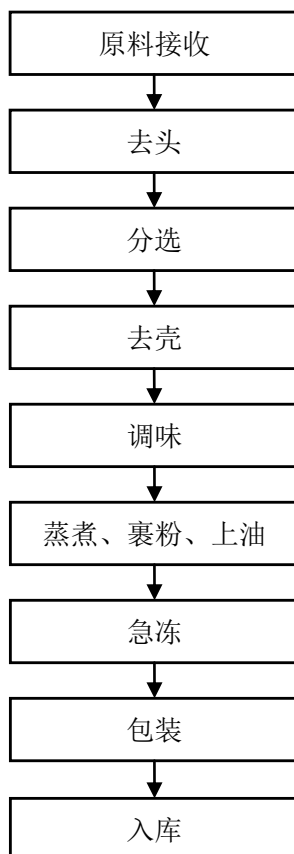 原料接收
去头
分选
去壳
调味
蒸煮、裹粉、上油
急冻
包装
入库